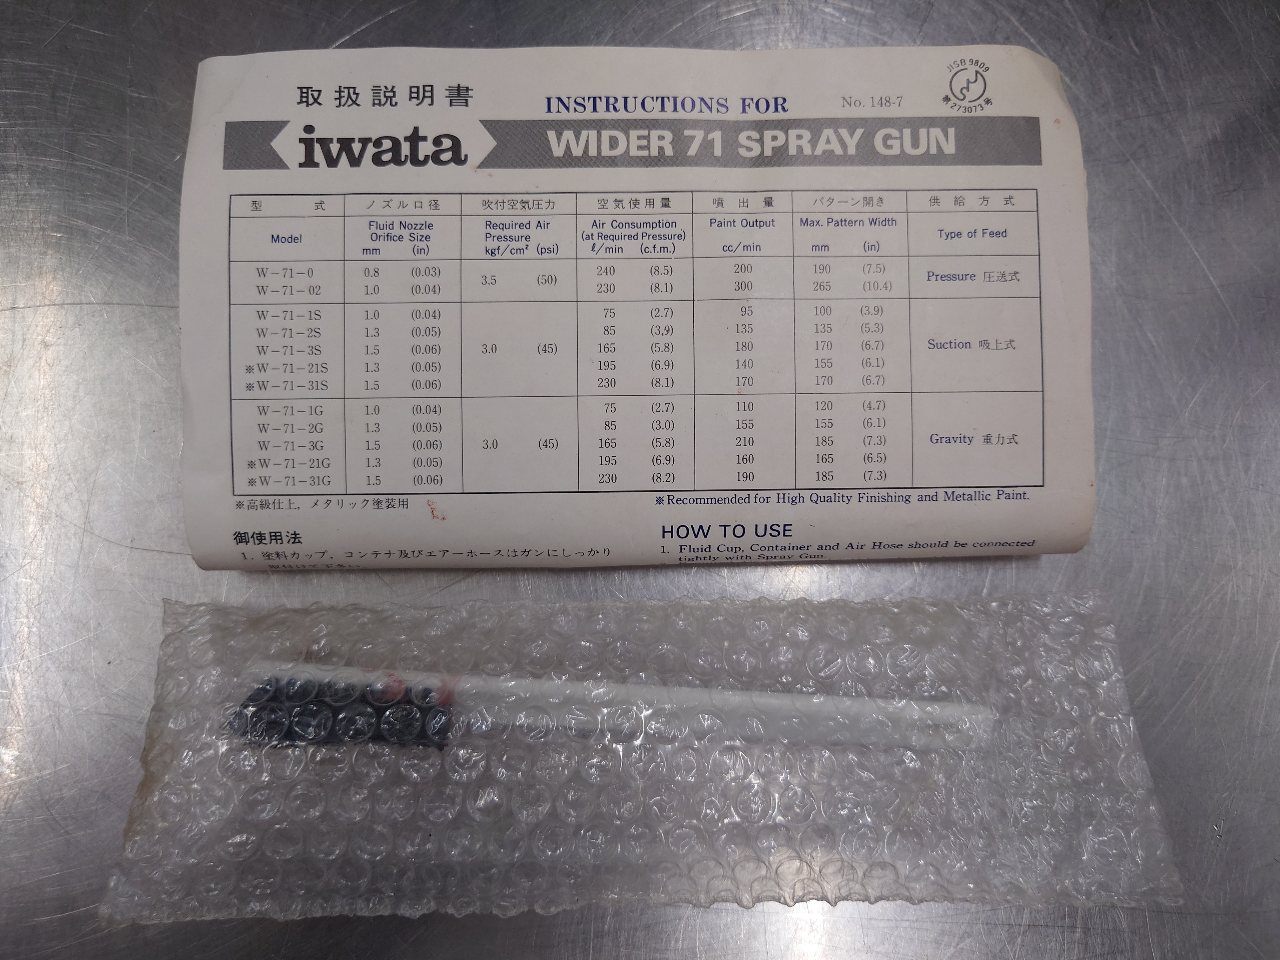 取扱説明書
INSTRUCTIONS FOR
No. 148-7
JISB 9809
第273073号
iwata
WIDER 71 SPRAY GUN
型 式 ノズル口径 吹付空気圧力 空気使用量 噴出量 パターン開き 供給方式
Model Fluid Nozzle Orifice Size mm (in) Required Air Pressure kgf/cm² (psi) Air Consumption (at Required Pressure) ℓ/min (c.f.m.) Paint Output cc/min Max. Pattern Width mm (in) Type of Feed
W-71-0 0.8 (0.03) 3.5 (50) 240 (8.5) 200 190 (7.5) Pressure 圧送式
W-71-02 1.0 (0.04) 230 (8.1) 300 265 (10.4)
W-71-1S 1.0 (0.04) 75 (2.7) 95 100 (3.9)
W-71-2S 1.3 (0.05) 85 (3,9) 135 135 (5.3)
W-71-3S 1.5 (0.06) 3.0 (45) 165 (5.8) 180 170 (6.7) Suction 吸上式
※W-71-21S 1.3 (0.05) 195 (6.9) 140 155 (6.1)
※W-71-31S 1.5 (0.06) 230 (8.1) 170 170 (6.7)
W-71-1G 1.0 (0.04) 75 (2.7) 110 120 (4.7)
W-71-2G 1.3 (0.05) 85 (3.0) 155 155 (6.1)
W-71-3G 1.5 (0.06) 3.0 (45) 165 (5.8) 210 185 (7.3) Gravity 重力式
※W-71-21G 1.3 (0.05) 195 (6.9) 160 165 (6.5)
※W-71-31G 1.5 (0.06) 230 (8.2) 190 185 (7.3)
※高級仕上，メタリック塗装用
※Recommended for High Quality Finishing and Metallic Paint.
御使用法
1．塗料カップ，コンテナ及びエアーホースはガンにしっかり
取付けて下さい．
HOW TO USE
1. Fluid Cup, Container and Air Hose should be connected
tightly with Spray Gun.